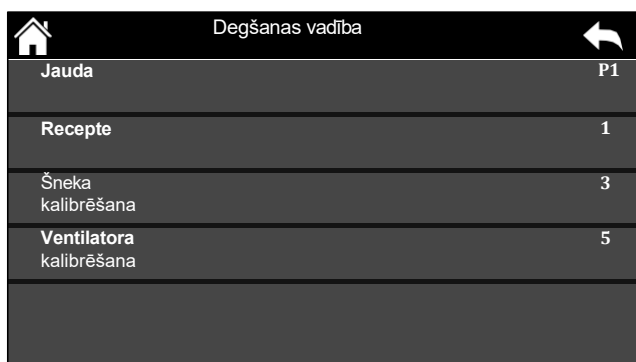 Degšanas vadība
Jauda P1
Recepte 1
Šneka 3
kalibrēšana
Ventilatora 5
kalibrēšana